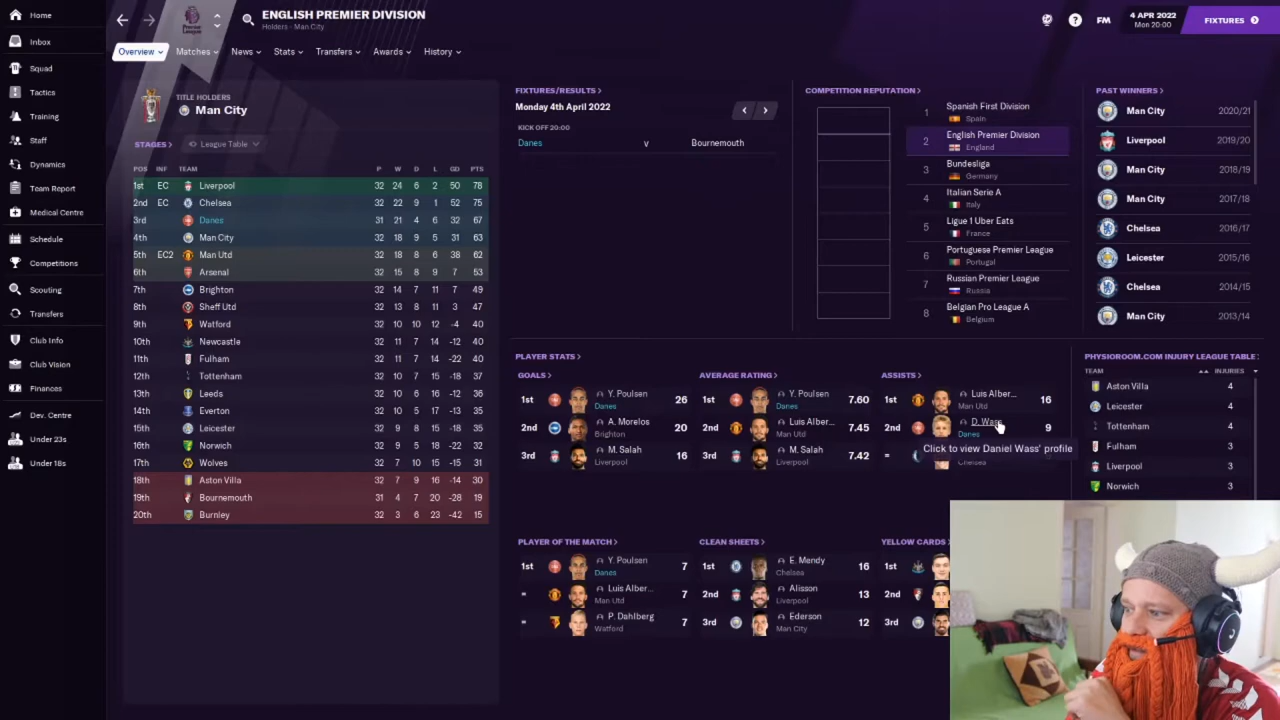 Home
Inbox
Squad
Tactics
Training
Staff
Dynamics
Team Report
Medical Centre
Schedule
Competitions
Scouting
Transfers
Club Info
Club Vision
Finances
Dev. Centre
Under 23s
Under 18s
ENGLISH PREMIER DIVISION
Holders - Man City
FM
4 APR 2022
Mon 20:00
FIXTURES
Overview
Matches
News
Stats
Transfers
Awards
History
TITLE HOLDERS
Man City
STAGES >
League Table
POS INF TEAM P W D L GD PTS
1st EC Liverpool 32 24 6 2 50 78
2nd EC Chelsea 32 22 9 1 52 75
3rd Danes 31 21 4 6 32 67
4th Man City 32 18 9 5 31 63
5th EC2 Man Utd 32 18 8 6 38 62
6th Arsenal 32 15 8 9 7 53
7th Brighton 32 14 7 11 7 49
8th Sheff Utd 32 13 8 11 3 47
9th Watford 32 10 10 12 -4 40
10th Newcastle 32 11 7 14 -12 40
11th Fulham 32 11 7 14 -22 40
12th Tottenham 32 10 7 15 -18 37
13th Leeds 32 10 6 16 -12 36
14th Everton 32 10 5 17 -13 35
15th Leicester 32 8 11 13 -14 35
16th Norwich 32 9 5 18 -22 32
17th Wolves 32 7 10 15 -15 31
18th Aston Villa 32 7 9 16 -14 30
19th Bournemouth 31 4 7 20 -28 19
20th Burnley 32 3 6 23 -42 15
FIXTURES/RESULTS >
Monday 4th April 2022
KICK OFF 20:00
Danes v Bournemouth
COMPETITION REPUTATION >
1 Spanish First Division
Spain
2 English Premier Division
England
3 Bundesliga
Germany
4 Italian Serie A
Italy
5 Ligue 1 Uber Eats
France
6 Portuguese Premier League
Portugal
7 Russian Premier League
Russia
8 Belgian Pro League A
Belgium
PAST WINNERS >
Man City 2020/21
Liverpool 2019/20
Man City 2018/19
Man City 2017/18
Chelsea 2016/17
Leicester 2015/16
Chelsea 2014/15
Man City 2013/14
PLAYER STATS >
GOALS >
1st Y. Poulsen 26
Danes
2nd A. Morelos 20
Brighton
3rd M. Salah 16
Liverpool
AVERAGE RATING >
1st Y. Poulsen 7.60
Danes
2nd Luis Alber... 7.45
Man Utd
3rd M. Salah 7.42
Liverpool
ASSISTS >
1st Luis Alber... 16
Man Utd
2nd D. Wass 9
Danes
Click to view Daniel Wass' profile
=
Chelsea
PLAYER OF THE MATCH >
1st Y. Poulsen 7
Danes
= Luis Alber... 7
Man Utd
= P. Dahlberg 7
Watford
CLEAN SHEETS >
1st E. Mendy 16
Chelsea
2nd Alisson 13
Liverpool
3rd Ederson 12
Man City
YELLOW CARDS
1st
2nd
3rd
PHYSIOROOM.COM INJURY LEAGUE TABLE
TEAM INJURIES
Aston Villa 4
Leicester 4
Tottenham 4
Fulham 3
Liverpool 3
Norwich 3